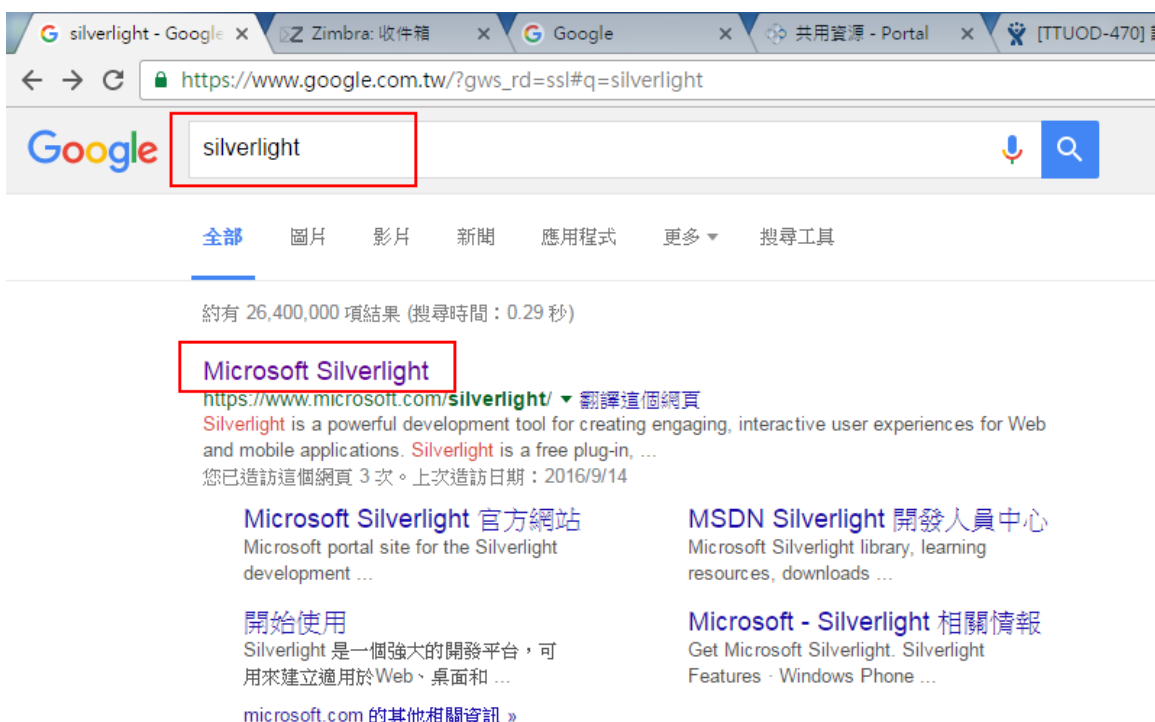 silverlight - Google
Zimbra: 收件箱
Google
共用資源 - Portal
[TTUOD-470]
https://www.google.com.tw/?gws_rd=ssl#q=silverlight
Google
silverlight
全部 圖片 影片 新聞 應用程式 更多 搜尋工具
約有 26,400,000 項結果 (搜尋時間：0.29 秒)
Microsoft Silverlight
https://www.microsoft.com/silverlight/ 翻譯這個網頁
Silverlight is a powerful development tool for creating engaging, interactive user experiences for Web
and mobile applications. Silverlight is a free plug-in, ...
您已造訪這個網頁 3 次。上次造訪日期：2016/9/14
Microsoft Silverlight 官方網站
Microsoft portal site for the Silverlight
development ...
MSDN Silverlight 開發人員中心
Microsoft Silverlight library, learning
resources, downloads ...
開始使用
Silverlight 是一個強大的開發平台，可
用來建立適用於Web、桌面和 ...
Microsoft - Silverlight 相關情報
Get Microsoft Silverlight. Silverlight
Features · Windows Phone ...
microsoft.com 的其他相關資訊 »